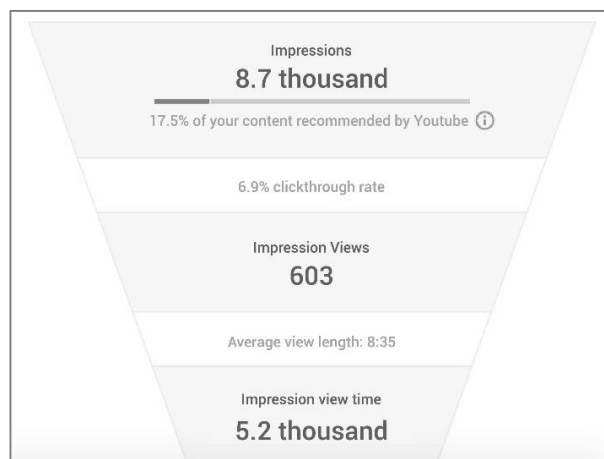 Impressions
8.7 thousand
17.5% of your content recommended by Youtube
6.9% clickthrough rate
Impression Views
603
Average view length: 8:35
Impression view time
5.2 thousand